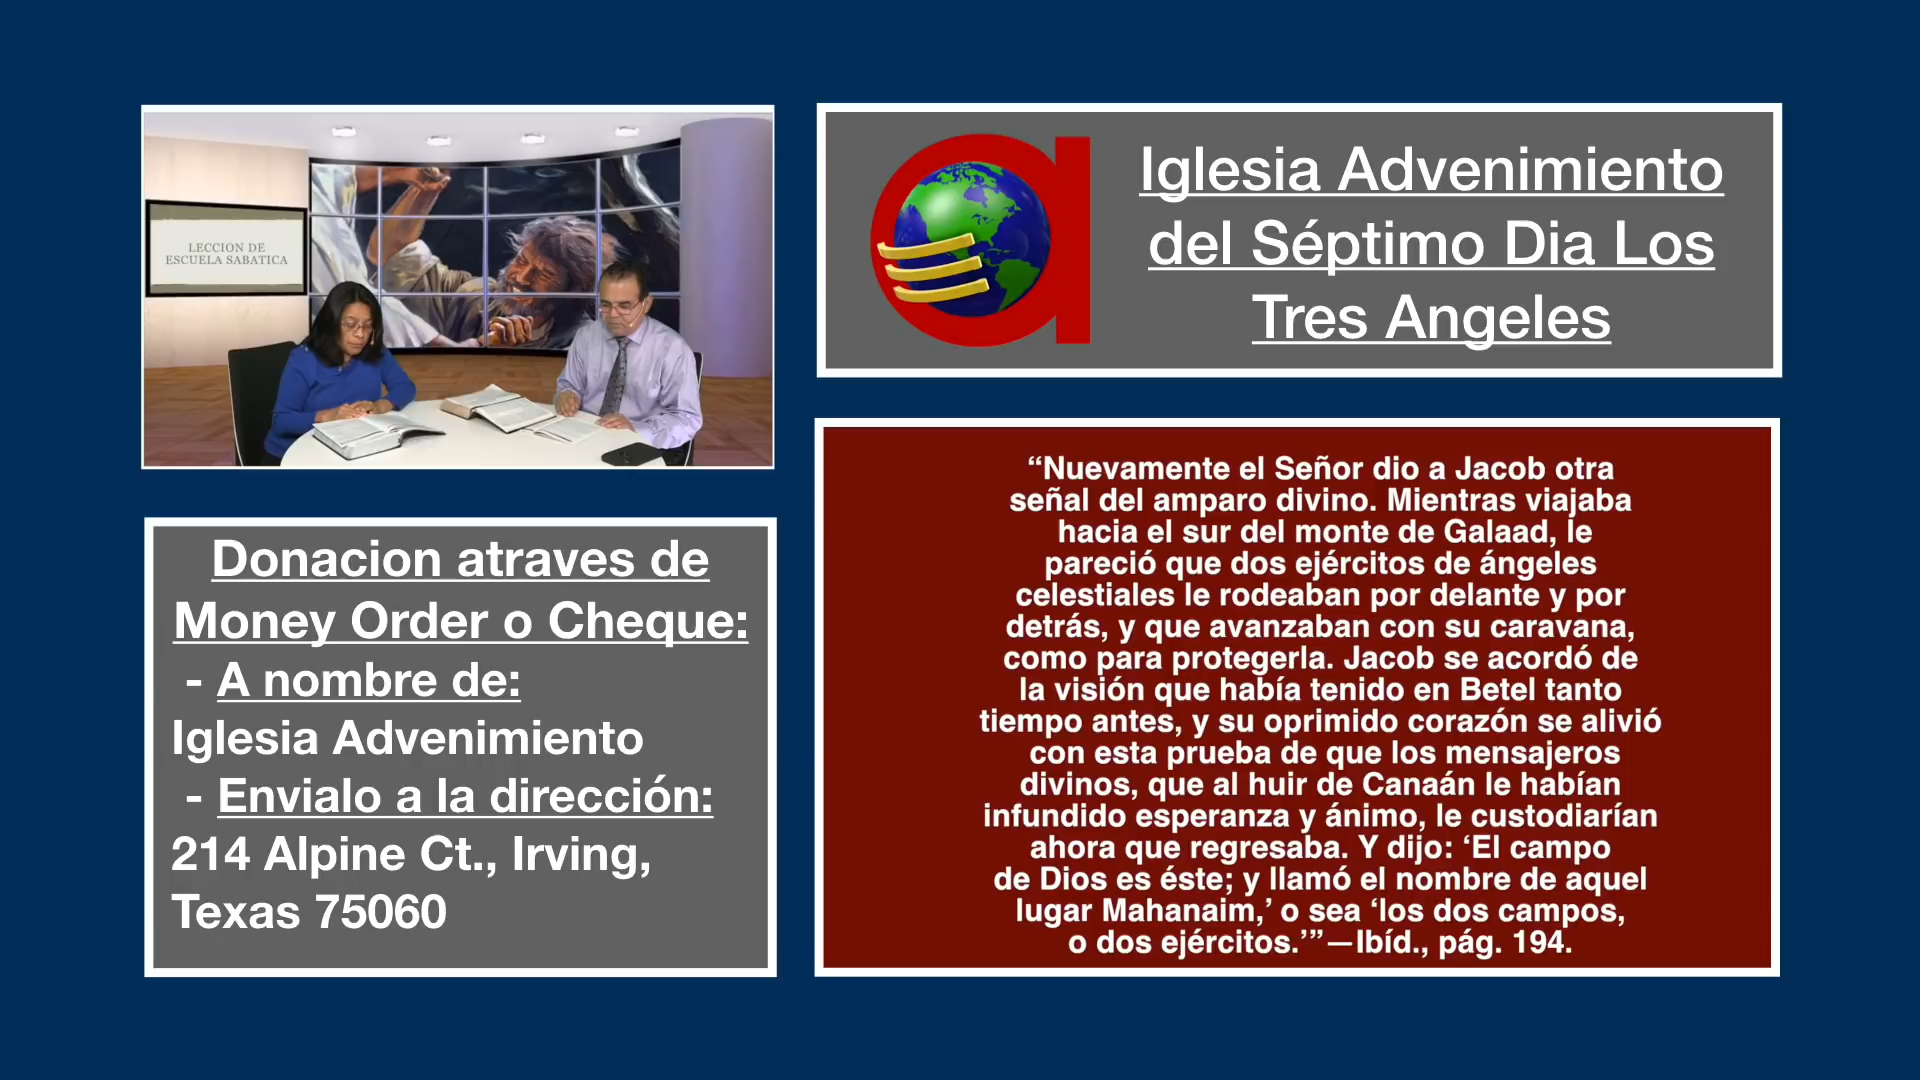 LECCION DE
ESCUELA SABATICA
Iglesia Advenimiento
del Séptimo Dia Los
Tres Angeles
Donacion atraves de
Money Order o Cheque:
- A nombre de:
Iglesia Advenimiento
- Envialo a la dirección:
214 Alpine Ct., Irving,
Texas 75060
“Nuevamente el Señor dio a Jacob otra
señal del amparo divino. Mientras viajaba
hacia el sur del monte de Galaad, le
pareció que dos ejércitos de ángeles
celestiales le rodeaban por delante y por
detrás, y que avanzaban con su caravana,
como para protegerla. Jacob se acordó de
la visión que había tenido en Betel tanto
tiempo antes, y su oprimido corazón se alivió
con esta prueba de que los mensajeros
divinos, que al huir de Canaán le habían
infundido esperanza y ánimo, le custodiarían
ahora que regresaba. Y dijo: ‘El campo
de Dios es éste; y llamó el nombre de aquel
lugar Mahanaim,’ o sea ‘los dos campos,
o dos ejércitos.’”—Ibíd., pág. 194.